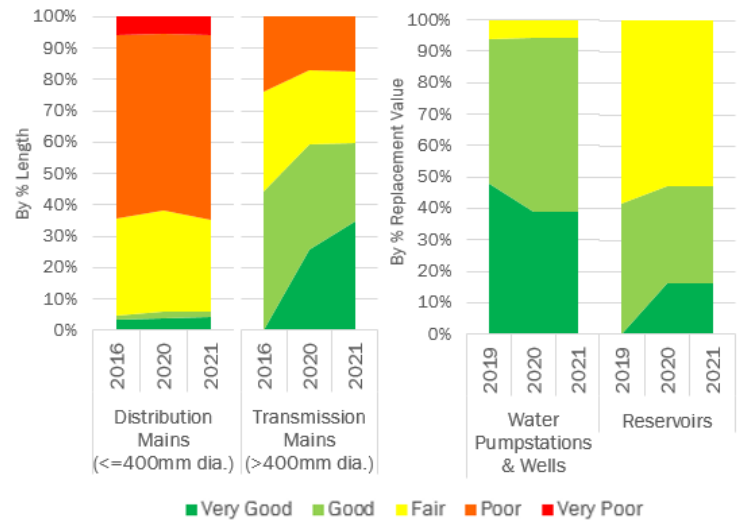 By % Length
100%
90%
80%
70%
60%
50%
40%
30%
20%
10%
0%
2016
2020
2021
2016
2020
2021
Distribution
Mains
(<=400mm dia.)
Transmission
Mains
(>400mm dia.)
By % Replacement Value
100%
90%
80%
70%
60%
50%
40%
30%
20%
10%
0%
2019
2020
2021
2019
2020
2021
Water
Pumpstations
& Wells
Reservoirs
Very Good Good Fair Poor Very Poor